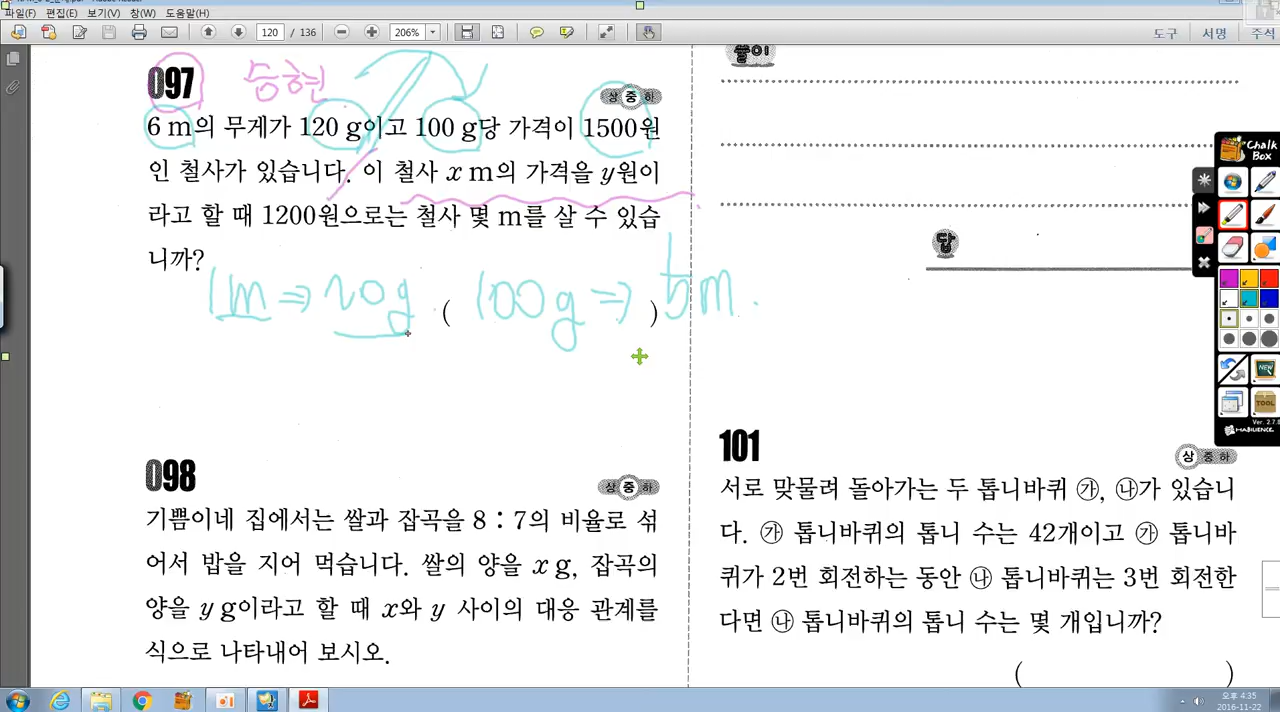 파일(F) 편집(E) 보기(V) 창(W) 도움말(H)
120 / 136 206% 도구 서명 주석
097 승현
상 중 하
6 m의 무게가 120 g이고 100 g당 가격이 1500원
인 철사가 있습니다. 이 철사 x m의 가격을 y원이
라고 할 때 1200원으로는 철사 몇 m를 살 수 있습
니까?
1m ⇒ 20g ( 100g ⇒ ) 5m
098
상 중 하
기쁨이네 집에서는 쌀과 잡곡을 8 : 7의 비율로 섞
어서 밥을 지어 먹습니다. 쌀의 양을 x g, 잡곡의
양을 y g이라고 할 때 x와 y 사이의 대응 관계를
식으로 나타내어 보시오.
풀이
답
101
상 중 하
서로 맞물려 돌아가는 두 톱니바퀴 ㉮, ㉯가 있습니
다. ㉮ 톱니바퀴의 톱니 수는 42개이고 ㉮ 톱니바
퀴가 2번 회전하는 동안 ㉯ 톱니바퀴는 3번 회전한
다면 ㉯ 톱니바퀴의 톱니 수는 몇 개입니까?
( )
Chalk
Box
NEW
TOOL
Ver. 2.7.8
HABILIENCE
오후 4:35
2016-11-22